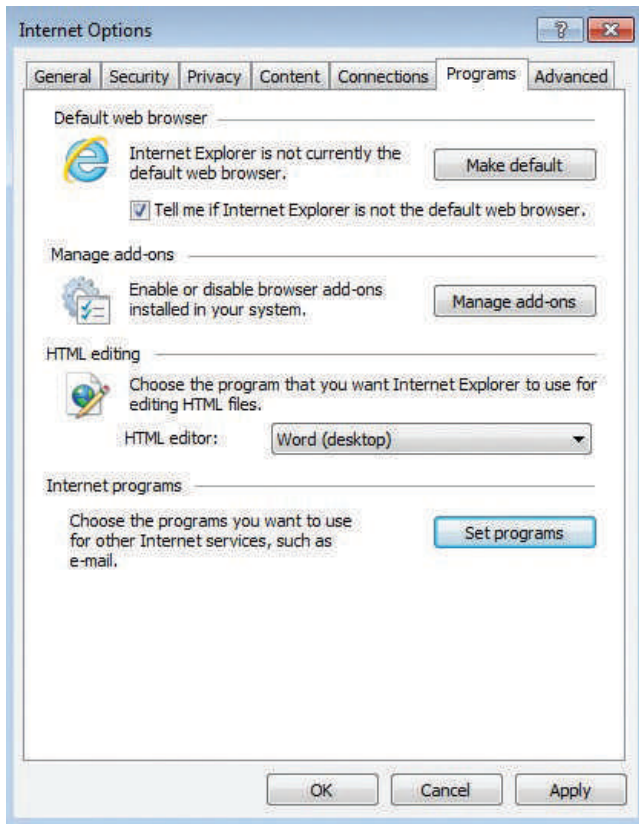 Internet Options
General Security Privacy Content Connections Programs Advanced
Default web browser
Internet Explorer is not currently the
default web browser.
Make default
Tell me if Internet Explorer is not the default web browser.
Manage add-ons
Enable or disable browser add-ons
installed in your system.
Manage add-ons
HTML editing
Choose the program that you want Internet Explorer to use for
editing HTML files.
HTML editor: Word (desktop)
Internet programs
Choose the programs you want to use
for other Internet services, such as
e-mail.
Set programs
OK Cancel Apply